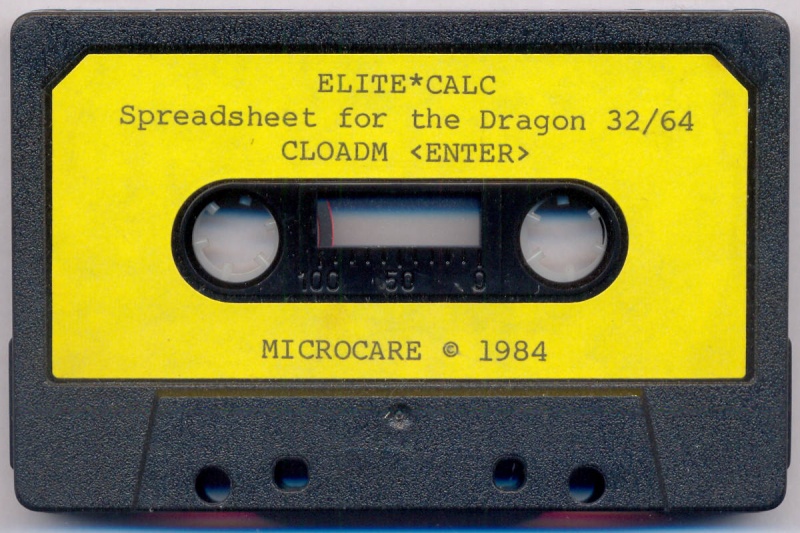 ELITE*CALC
Spreadsheet for the Dragon 32/64
CLOADM <ENTER>
100 50 0
MICROCARE © 1984